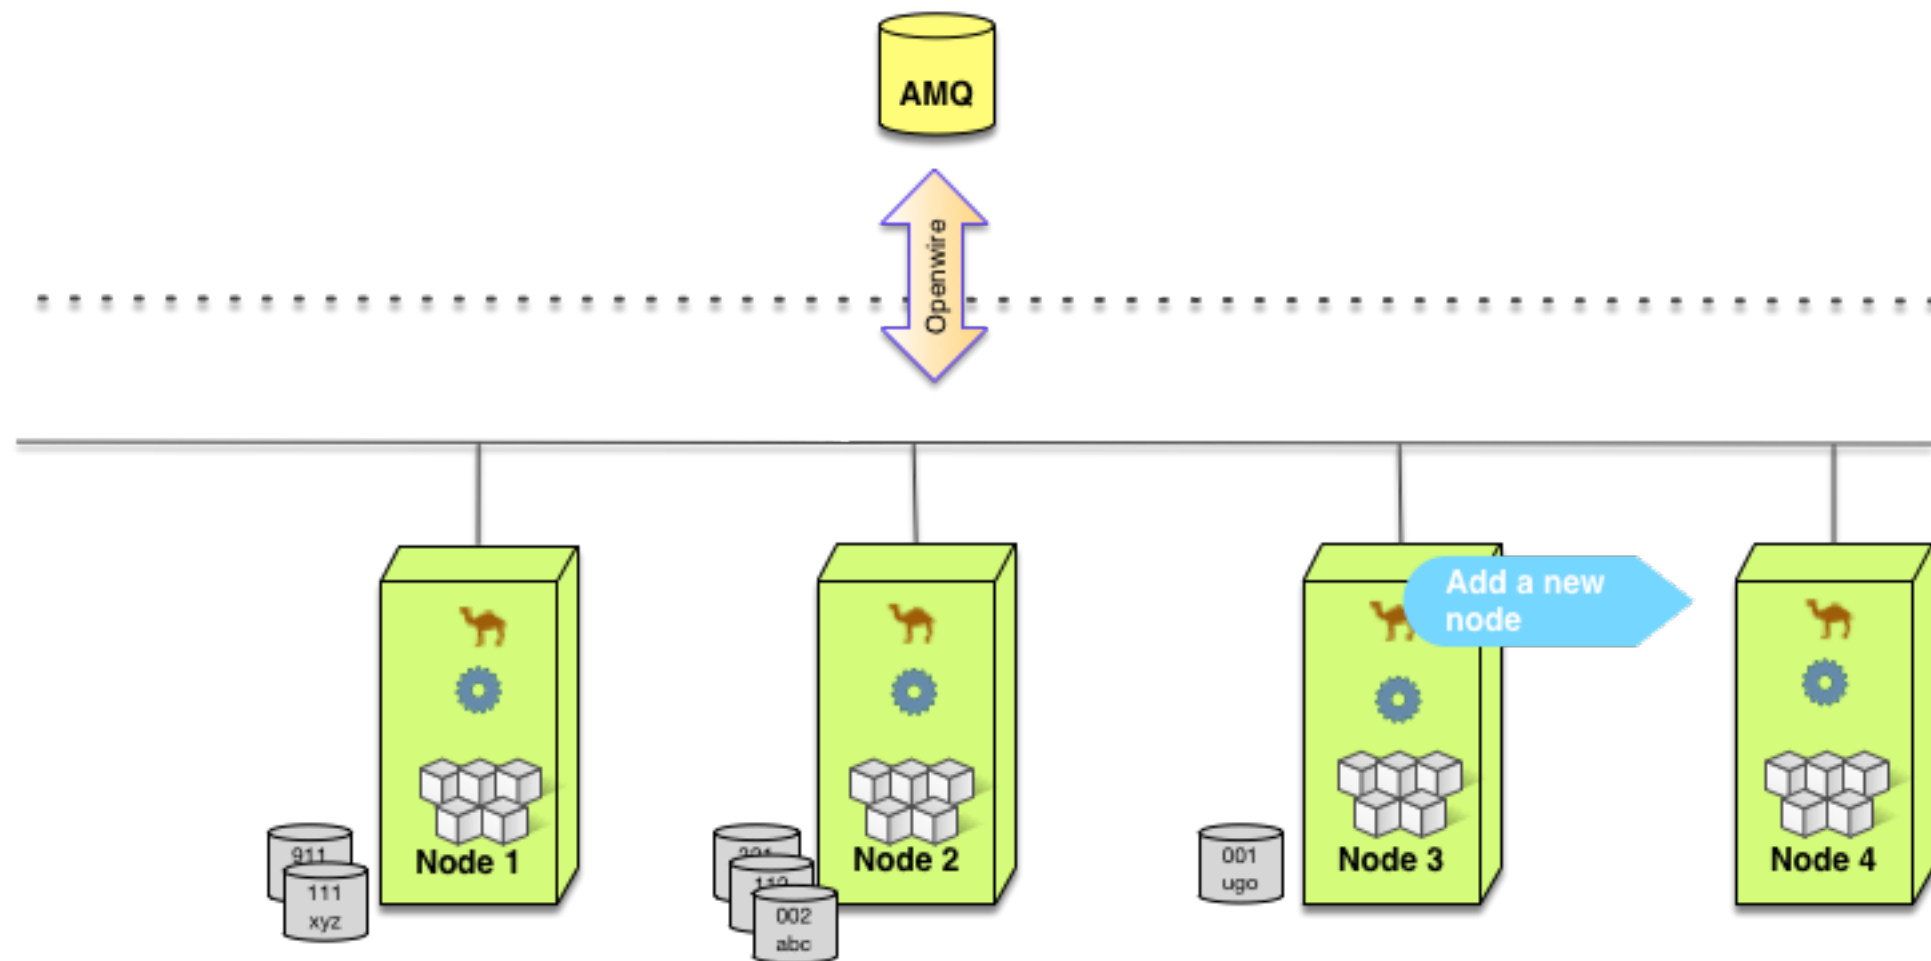 AMQ
Openwire
Add a new
node
911
111
xyz
Node 1
002
abc
Node 2
001
ugo
Node 3
Node 4